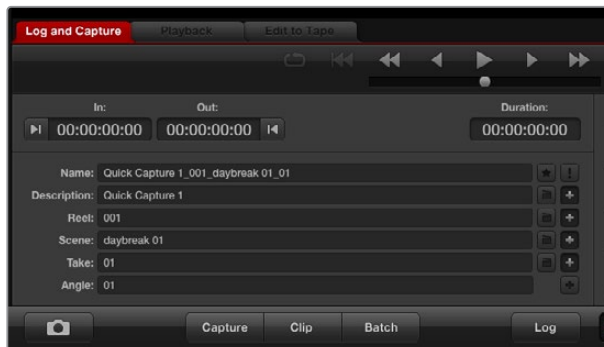 Log and Capture Playback Edit to Tape
In: Out: Duration:
00:00:00:00 00:00:00:00 00:00:00:00
Name: Quick Capture 1_001_daybreak 01_01
Description: Quick Capture 1
Reel: 001
Scene: daybreak 01
Take: 01
Angle: 01
Capture Clip Batch Log